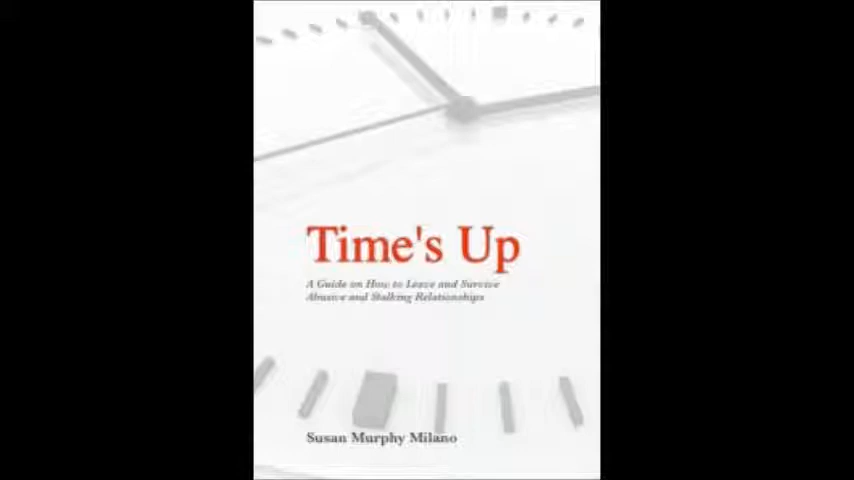 Time's Up
A Guide on How to Leave and Survive
Abusive and Stalking Relationships
Susan Murphy Milano